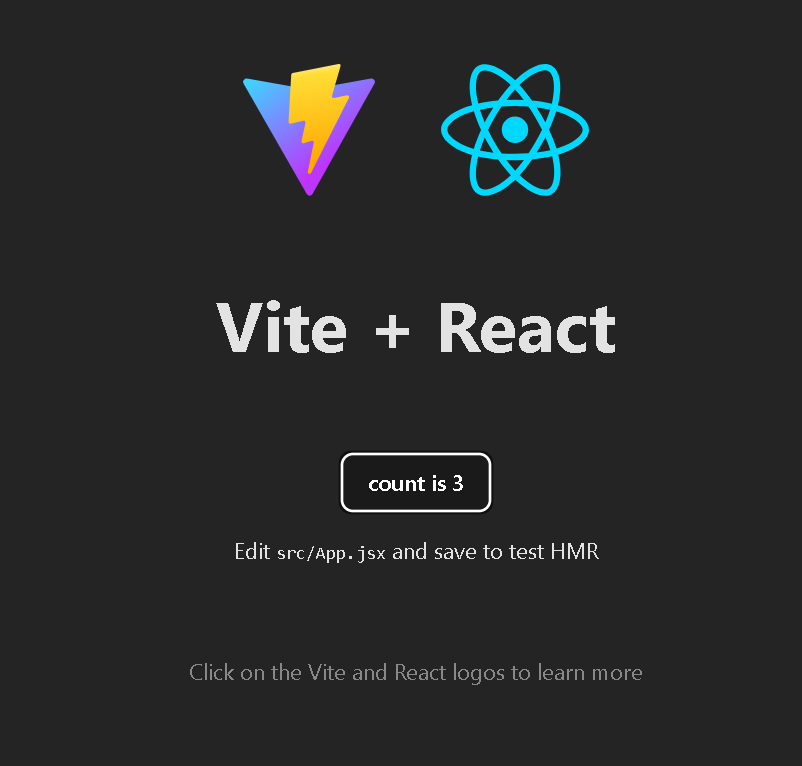 Vite + React
count is 3
Edit src/App.jsx and save to test HMR
Click on the Vite and React logos to learn more